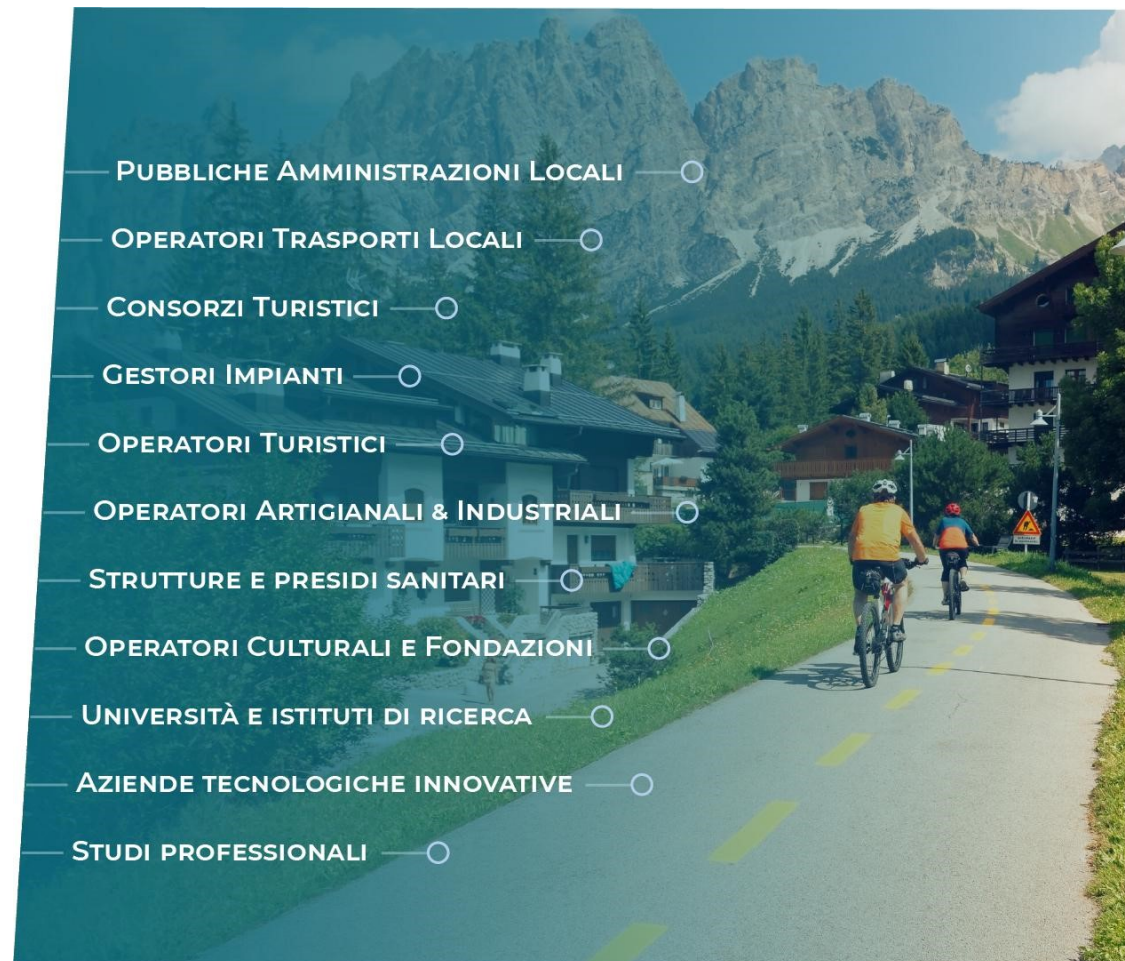 Pubbliche Amministrazioni Locali
Operatori Trasporti Locali
Consorzi Turistici
Gestori Impianti
Operatori Turistici
Operatori Artigianali & Industriali
Strutture e presidi sanitari
Operatori Culturali e Fondazioni
Università e istituti di ricerca
Aziende tecnologiche innovative
Studi professionali